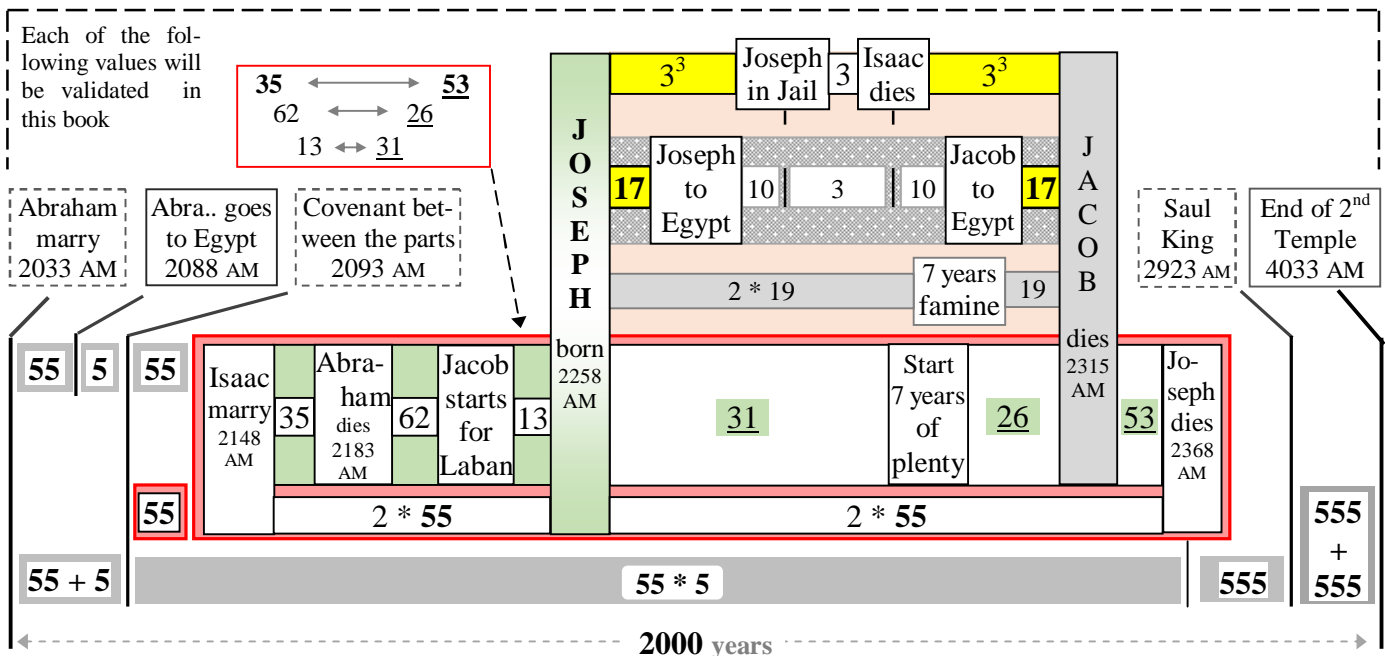 Each of the fol-
lowing values will
be validated in
this book
35 53
62 26
13 31
JOSEPH
born
2258
AM
3³
Joseph
in Jail
3
Isaac
dies
3³
17
Joseph
to
Egypt
10
3
10
Jacob
to
Egypt
17
2 * 19
7 years
famine
19
JACOB
dies
2315
AM
Abraham
marry
2033 AM
Abra.. goes
to Egypt
2088 AM
Covenant bet-
ween the parts
2093 AM
Saul
King
2923 AM
End of 2nd
Temple
4033 AM
55
5
55
Isaac
marry
2148
AM
35
Abra-
ham
dies
2183
AM
62
Jacob
starts
for
Laban
13
31
Start
7 years
of
plenty
26
53
Jo-
seph
dies
2368
AM
55
2 * 55
2 * 55
55 + 5
55 * 5
555
555
+
555
2000 years